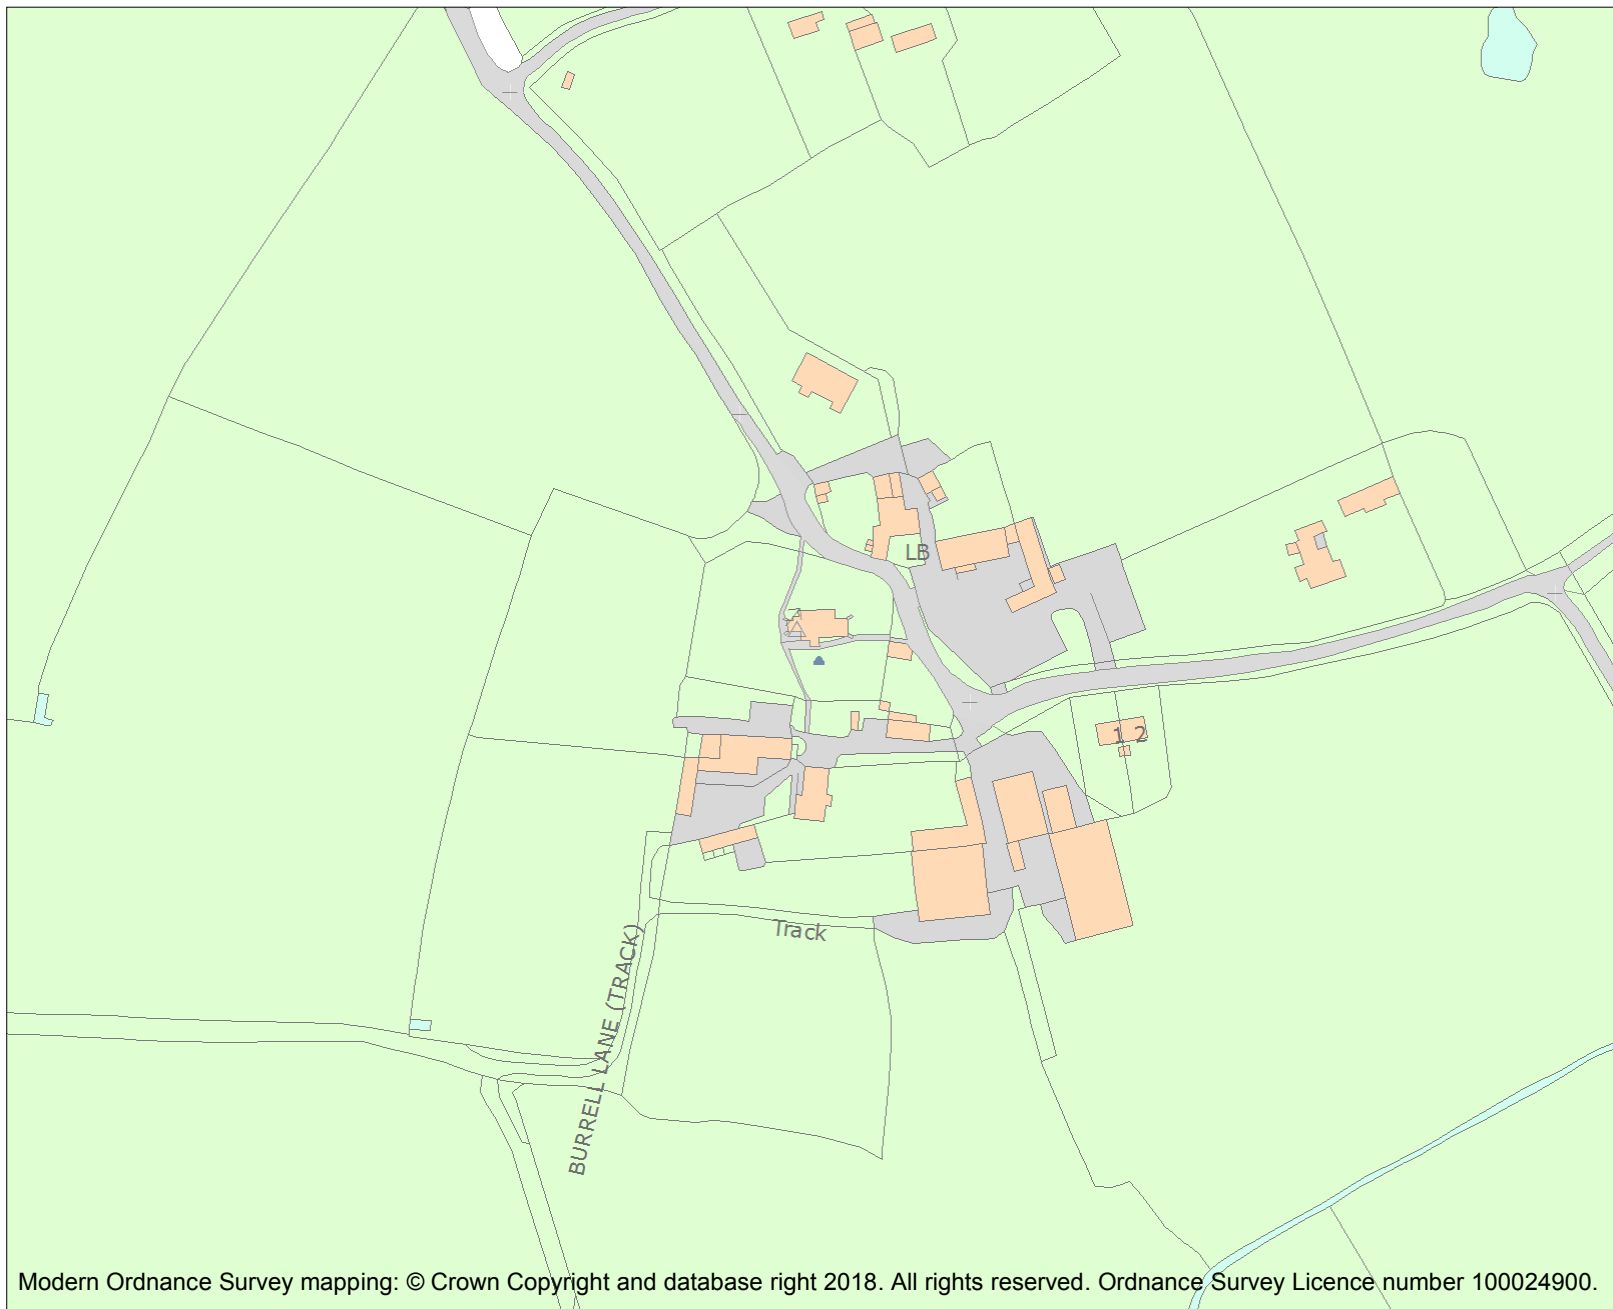 LB
1 2
Track
BURRELL LANE (TRACK)
Modern Ordnance Survey mapping: © Crown Copyright and database right 2018. All rights reserved. Ordnance Survey Licence number 100024900.